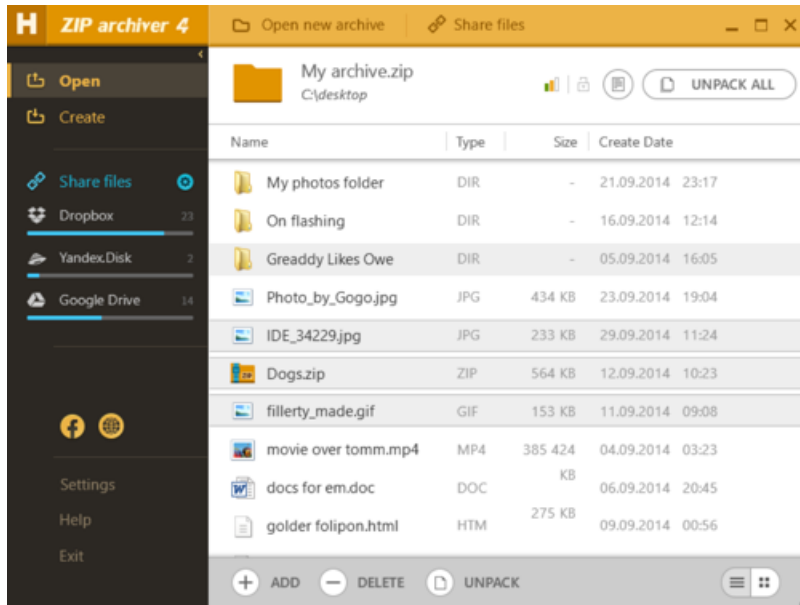 H ZIP archiver 4
Open new archive
Share files
Open
Create
Share files
Dropbox 23
Yandex.Disk 2
Google Drive 14
Settings
Help
Exit
My archive.zip
C:\desktop
UNPACK ALL
Name Type Size Create Date
My photos folder DIR - 21.09.2014 23:17
On flashing DIR - 16.09.2014 12:14
Greaddy Likes Owe DIR - 05.09.2014 16:05
Photo_by_Gogo.jpg JPG 434 KB 23.09.2014 19:04
IDE_34229.jpg JPG 233 KB 29.09.2014 11:24
Dogs.zip ZIP 564 KB 12.09.2014 10:23
fillerty_made.gif GIF 153 KB 11.09.2014 09:08
movie over tomm.mp4 MP4 385 424 04.09.2014 03:23
KB
docs for em.doc DOC 06.09.2014 20:45
275 KB
golder folipon.html HTM 09.09.2014 00:56
ADD DELETE UNPACK